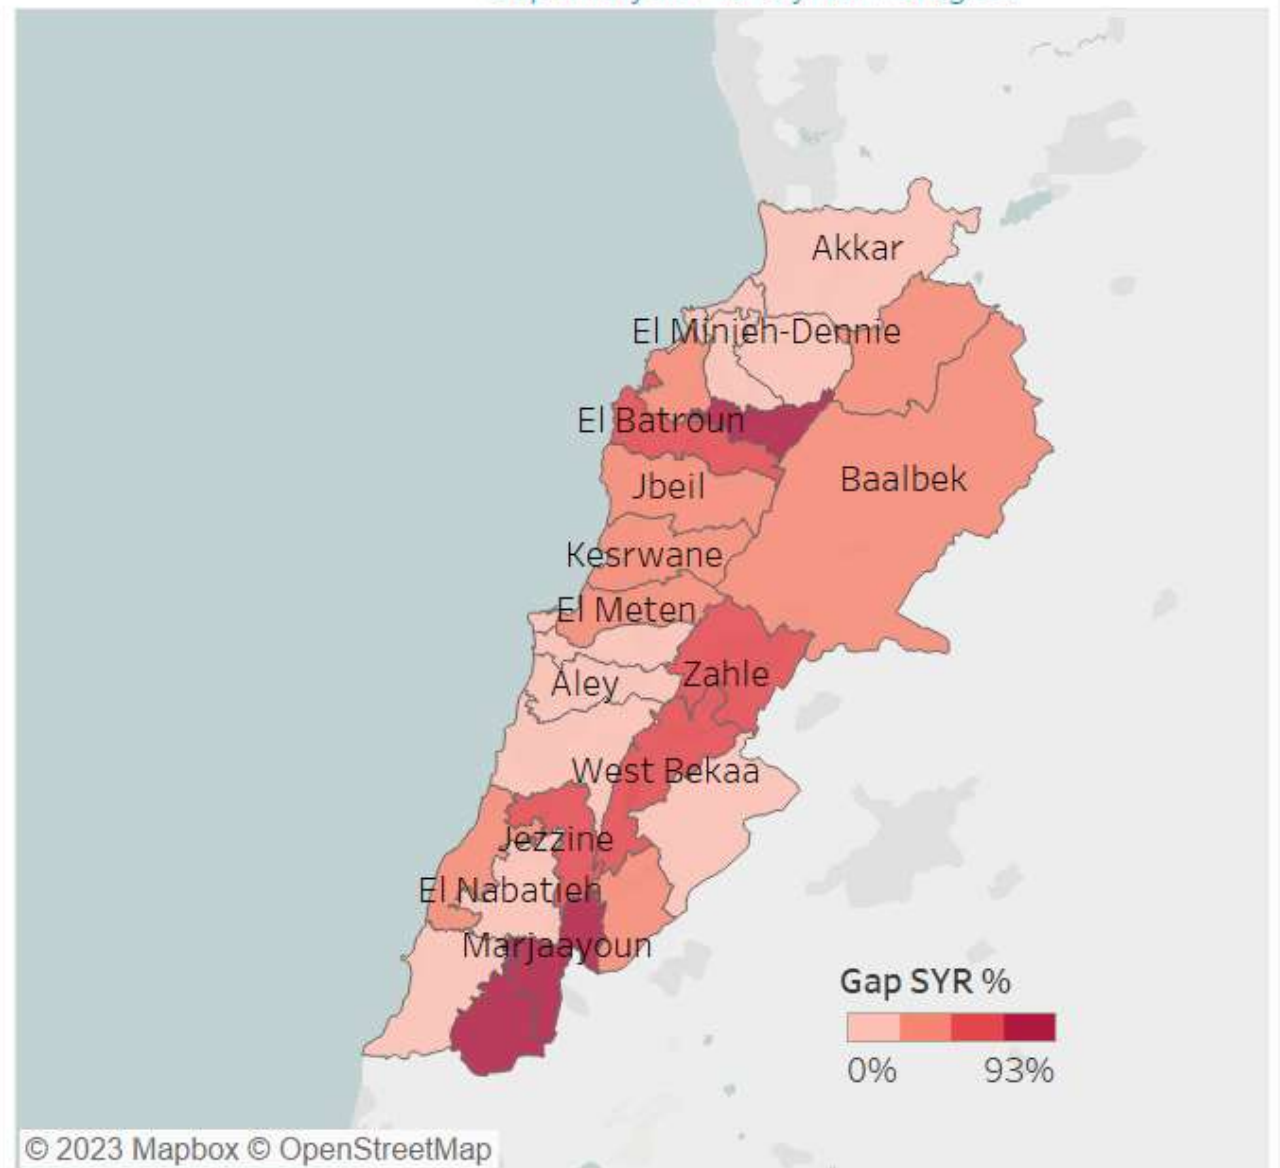 Akkar
El Minieh-Dennie
El Batroun
Jbeil
Baalbek
Kesrwane
El Meten
Zahle
Aley
West Bekaa
Jezzine
El Nabatieh
Marjaayoun
Gap SYR %
0%
93%
© 2023 Mapbox © OpenStreetMap